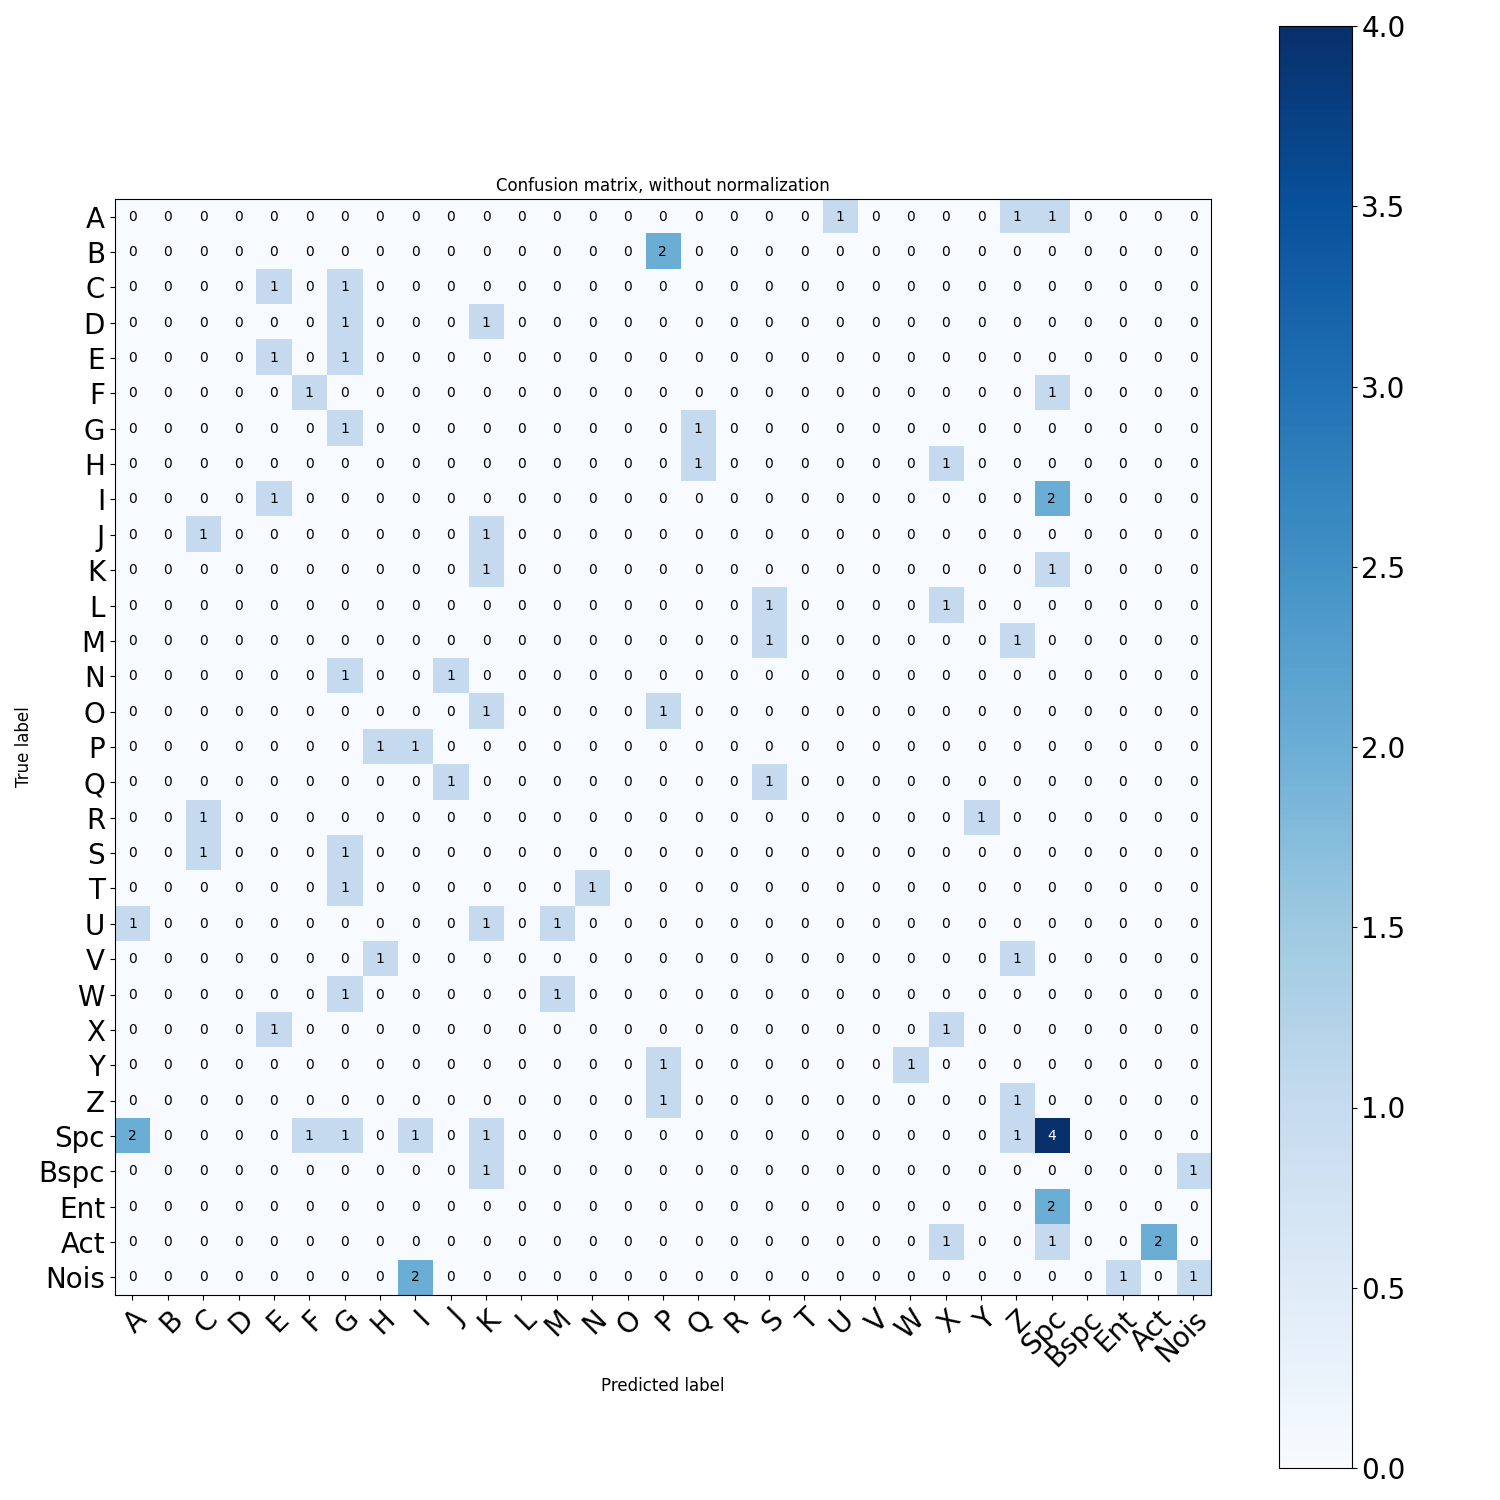 Confusion matrix, without normalization
True label
A 0 0 0 0 0 0 0 0 0 0 0 0 0 0 0 0 0 0 0 0 1 0 0 0 0 1 1 0 0 0 0
B 0 0 0 0 0 0 0 0 0 0 0 0 0 0 0 2 0 0 0 0 0 0 0 0 0 0 0 0 0 0 0
C 0 0 0 0 1 0 1 0 0 0 0 0 0 0 0 0 0 0 0 0 0 0 0 0 0 0 0 0 0 0 0
D 0 0 0 0 0 0 1 0 0 0 1 0 0 0 0 0 0 0 0 0 0 0 0 0 0 0 0 0 0 0 0
E 0 0 0 0 1 0 1 0 0 0 0 0 0 0 0 0 0 0 0 0 0 0 0 0 0 0 0 0 0 0 0
F 0 0 0 0 0 1 0 0 0 0 0 0 0 0 0 0 0 0 0 0 0 0 0 0 0 0 1 0 0 0 0
G 0 0 0 0 0 0 1 0 0 0 0 0 0 0 0 0 1 0 0 0 0 0 0 0 0 0 0 0 0 0 0
H 0 0 0 0 0 0 0 0 0 0 0 0 0 0 0 0 1 0 0 0 0 0 0 1 0 0 0 0 0 0 0
I 0 0 0 0 1 0 0 0 0 0 0 0 0 0 0 0 0 0 0 0 0 0 0 0 0 0 2 0 0 0 0
J 0 0 1 0 0 0 0 0 0 0 1 0 0 0 0 0 0 0 0 0 0 0 0 0 0 0 0 0 0 0 0
K 0 0 0 0 0 0 0 0 0 0 1 0 0 0 0 0 0 0 0 0 0 0 0 0 0 0 1 0 0 0 0
L 0 0 0 0 0 0 0 0 0 0 0 0 0 0 0 0 0 0 1 0 0 0 0 1 0 0 0 0 0 0 0
M 0 0 0 0 0 0 0 0 0 0 0 0 0 0 0 0 0 0 1 0 0 0 0 0 0 1 0 0 0 0 0
N 0 0 0 0 0 0 1 0 0 1 0 0 0 0 0 0 0 0 0 0 0 0 0 0 0 0 0 0 0 0 0
O 0 0 0 0 0 0 0 0 0 0 1 0 0 0 0 1 0 0 0 0 0 0 0 0 0 0 0 0 0 0 0
P 0 0 0 0 0 0 0 1 1 0 0 0 0 0 0 0 0 0 0 0 0 0 0 0 0 0 0 0 0 0 0
Q 0 0 0 0 0 0 0 0 0 1 0 0 0 0 0 0 0 0 1 0 0 0 0 0 0 0 0 0 0 0 0
R 0 0 1 0 0 0 0 0 0 0 0 0 0 0 0 0 0 0 0 0 0 0 0 0 1 0 0 0 0 0 0
S 0 0 1 0 0 0 1 0 0 0 0 0 0 0 0 0 0 0 0 0 0 0 0 0 0 0 0 0 0 0 0
T 0 0 0 0 0 0 1 0 0 0 0 0 0 1 0 0 0 0 0 0 0 0 0 0 0 0 0 0 0 0 0
U 1 0 0 0 0 0 0 0 0 0 1 0 1 0 0 0 0 0 0 0 0 0 0 0 0 0 0 0 0 0 0
V 0 0 0 0 0 0 0 1 0 0 0 0 0 0 0 0 0 0 0 0 0 0 0 0 0 1 0 0 0 0 0
W 0 0 0 0 0 0 1 0 0 0 0 0 1 0 0 0 0 0 0 0 0 0 0 0 0 0 0 0 0 0 0
X 0 0 0 0 1 0 0 0 0 0 0 0 0 0 0 0 0 0 0 0 0 0 0 1 0 0 0 0 0 0 0
Y 0 0 0 0 0 0 0 0 0 0 0 0 0 0 0 1 0 0 0 0 0 0 1 0 0 0 0 0 0 0 0
Z 0 0 0 0 0 0 0 0 0 0 0 0 0 0 0 1 0 0 0 0 0 0 0 0 0 1 0 0 0 0 0
Spc 2 0 0 0 0 1 1 0 1 0 1 0 0 0 0 0 0 0 0 0 0 0 0 0 0 1 4 0 0 0 0
Bspc 0 0 0 0 0 0 0 0 0 0 1 0 0 0 0 0 0 0 0 0 0 0 0 0 0 0 0 0 0 0 1
Ent 0 0 0 0 0 0 0 0 0 0 0 0 0 0 0 0 0 0 0 0 0 0 0 0 0 0 2 0 0 0 0
Act 0 0 0 0 0 0 0 0 0 0 0 0 0 0 0 0 0 0 0 0 0 0 0 1 0 0 1 0 0 2 0
Nois 0 0 0 0 0 0 0 0 2 0 0 0 0 0 0 0 0 0 0 0 0 0 0 0 0 0 0 0 1 0 1
A B C D E F G H I J K L M N O P Q R S T U V W X Y Z Spc Bspc Ent Act Nois
Predicted label
4.0
3.5
3.0
2.5
2.0
1.5
1.0
0.5
0.0